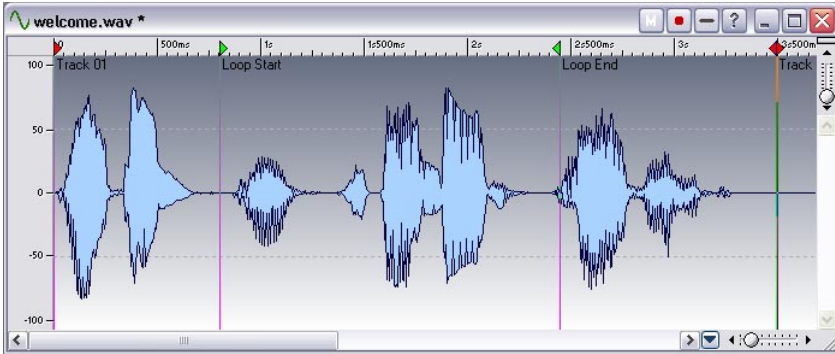 welcome.wav *
M ?
0 500ms 1s 1s500ms 2s 2s500ms 3s 3s500m
100 Track 01 Loop Start Loop End Track
50
0
-50
-100